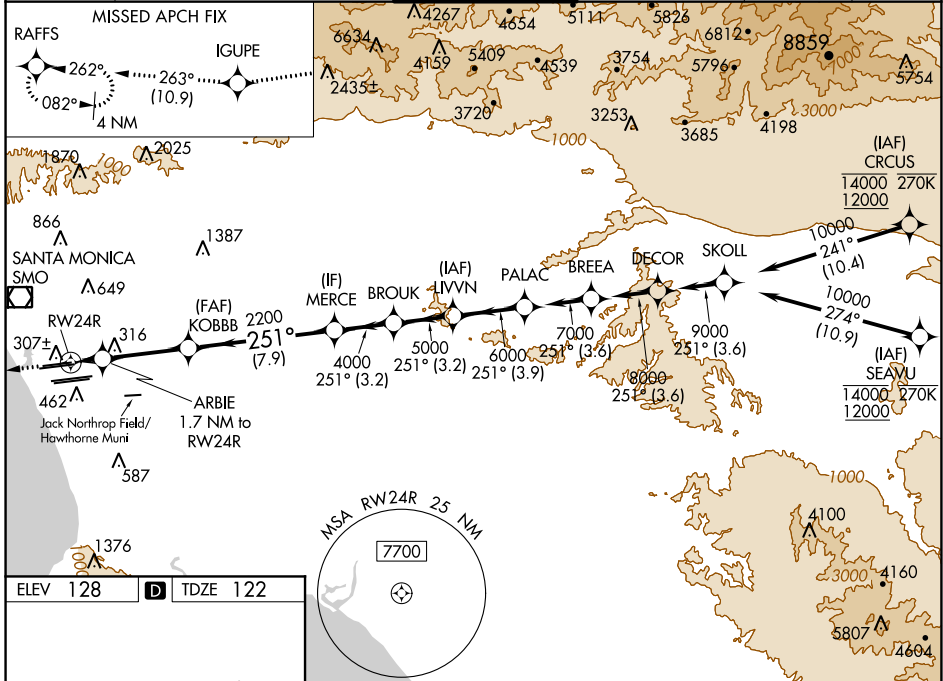 MISSED APCH FIX
RAFFS
IGUPE
262°
263°
(10.9)
082°
4 NM
4267
4654
5111
5826
6634
4159
5409
4539
3754
6812
5796
8859
7000
5754
2435±
3720
3253
3685
4198
3000
1000
1870
1000
2025
(IAF)
CRCUS
14000 270K
12000
866
1387
SANTA MONICA
SMO
649
10000
241°
(10.4)
SKOLL
DECOR
BREEA
PALAC
(IAF)
LIVVN
BROUK
(IF)
MERCE
(FAF)
KOBBB
2200
251°
(7.9)
4000
251° (3.2)
5000
251° (3.2)
6000
251° (3.9)
7000
251° (3.6)
8000
251° (3.6)
9000
251° (3.6)
10000
274°
(10.9)
(IAF)
SEAVU
14000 270K
12000
RW24R
316
307±
462
ARBIE
1.7 NM to
RW24R
Jack Northrop Field/
Hawthorne Muni
587
1376
1000
4100
3000
4160
5807
4604
MSA RW24R 25 NM
7700
ELEV 128 D TDZE 122